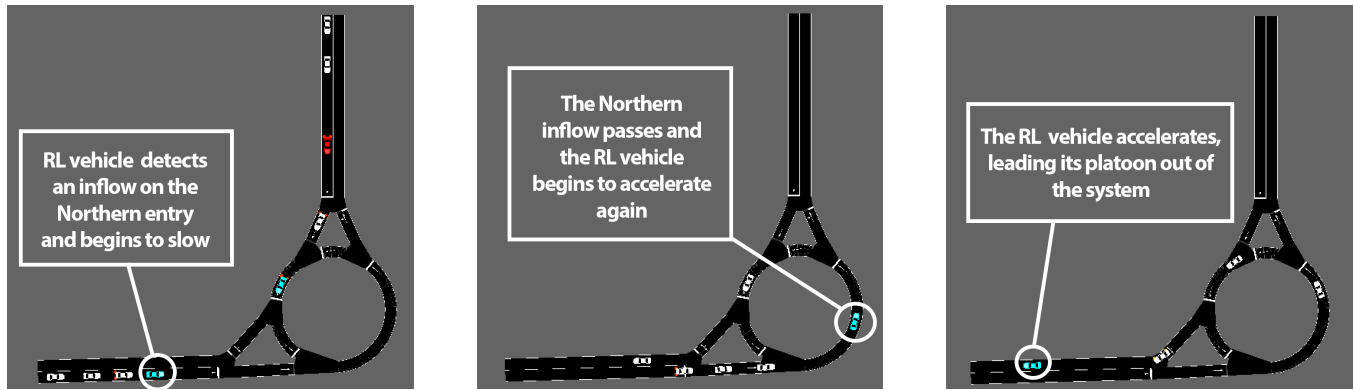 RL vehicle detects
an inflow on the
Northern entry
and begins to slow
The Northern
inflow passes and
the RL vehicle
begins to accelerate
again
The RL vehicle accelerates,
leading its platoon out of
the system